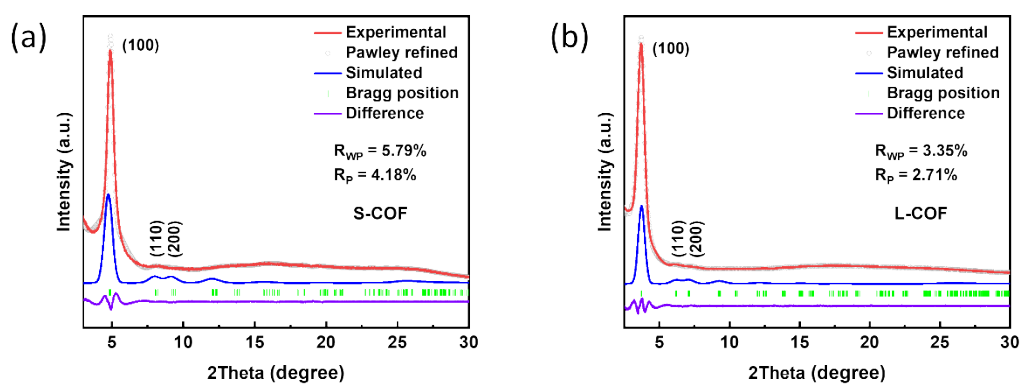 (a)
Experimental
Pawley refined
Simulated
Bragg position
Difference
(100)
R_WP = 5.79%
R_P = 4.18%
S-COF
(110)
(200)
Intensity (a.u.)
5 10 15 20 25 30
2Theta (degree)
(b)
Experimental
Pawley refined
Simulated
Bragg position
Difference
(100)
R_WP = 3.35%
R_P = 2.71%
L-COF
(110)
(200)
Intensity (a.u.)
5 10 15 20 25 30
2Theta (degree)